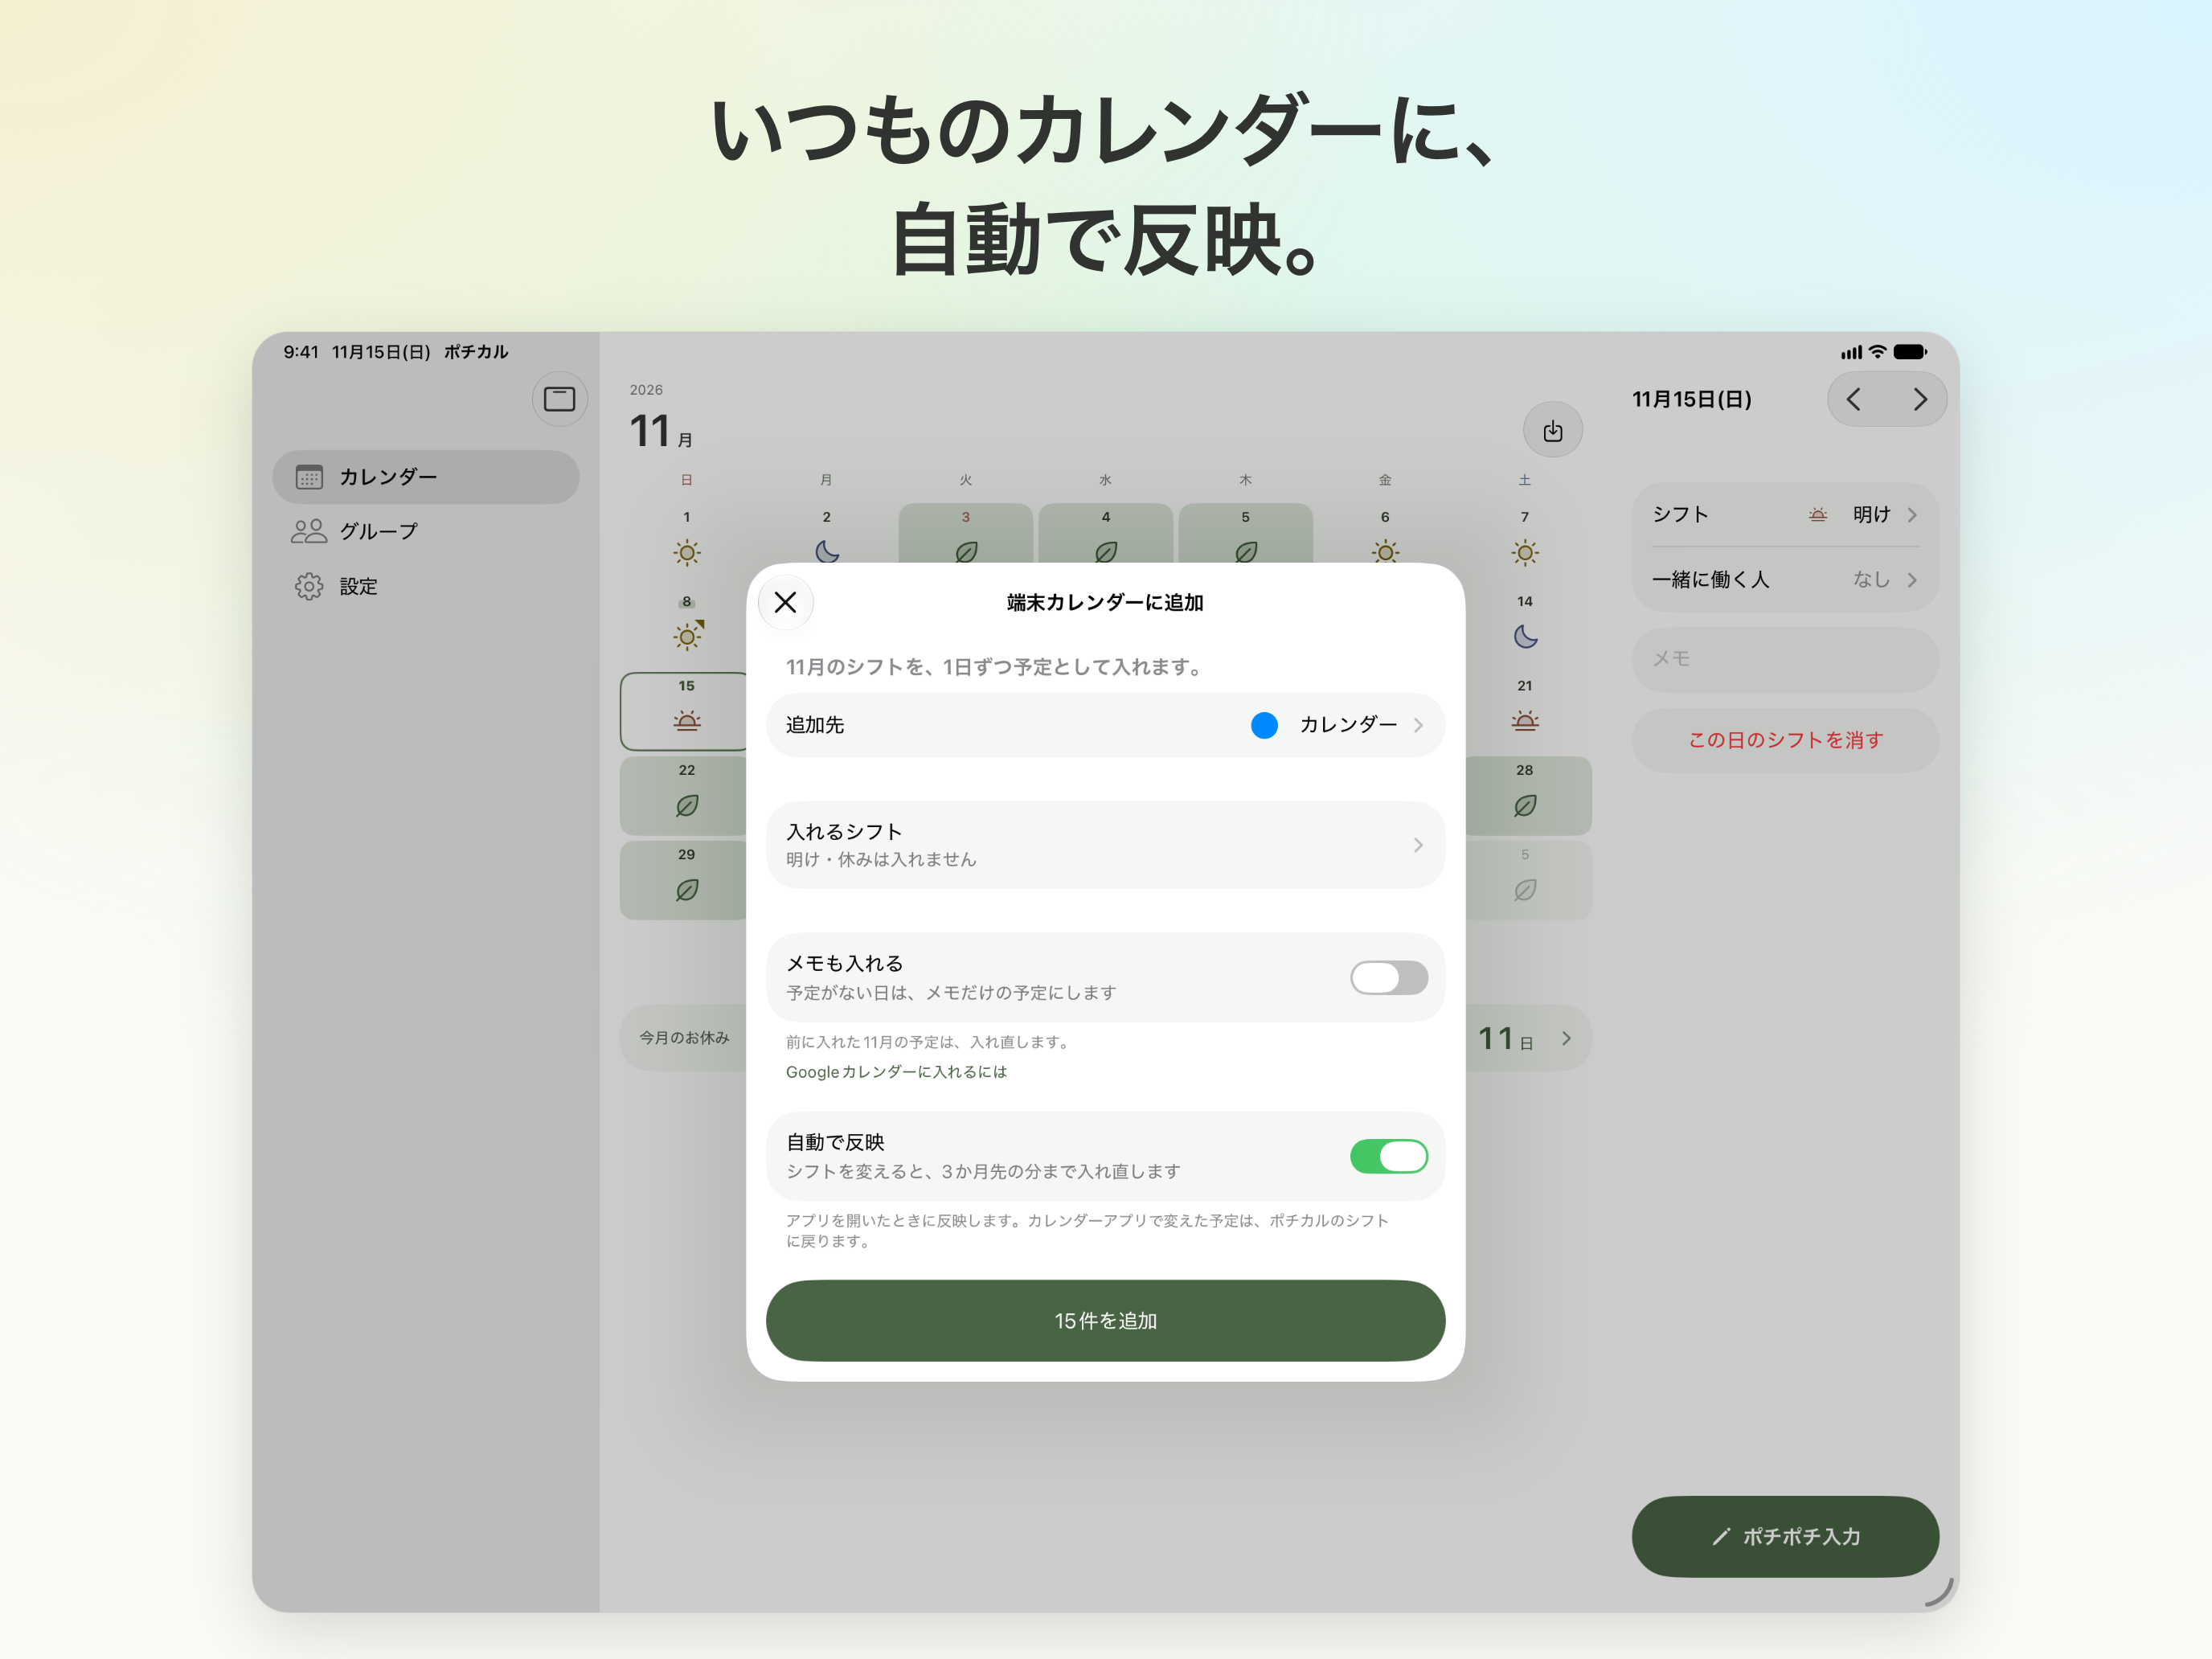 いつものカレンダーに、
自動で反映。
9:41 11月15日(日) ポチカル
カレンダー
グループ
設定
2026
11月
日 月 火 水 木 金 土
1 2 3 4 5 6 7
8 14
15 21
22 28
29 5
今月のお休み 11日
端末カレンダーに追加
11月のシフトを、1日ずつ予定として入れます。
追加先 カレンダー
入れるシフト
明け・休みは入れません
メモも入れる
予定がない日は、メモだけの予定にします
前に入れた11月の予定は、入れ直します。
Googleカレンダーに入れるには
自動で反映
シフトを変えると、3か月先の分まで入れ直します
アプリを開いたときに反映します。カレンダーアプリで変えた予定は、ポチカルのシフト
に戻ります。
15件を追加
11月15日(日)
シフト 明け
一緒に働く人 なし
メモ
この日のシフトを消す
ポチポチ入力